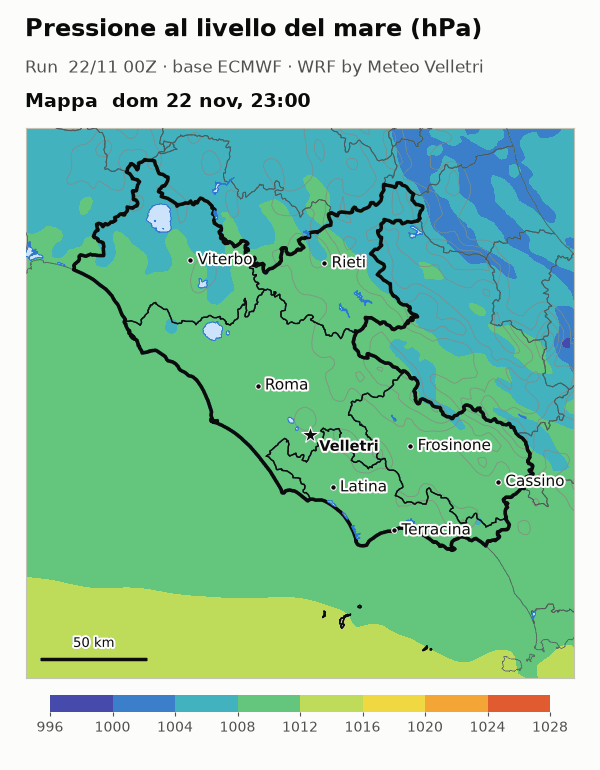 Pressione al livello del mare (hPa)
Run  22/11 00Z · base ECMWF · WRF by Meteo Velletri
Mappa  dom 22 nov, 23:00
Viterbo
Rieti
Roma
Velletri
Frosinone
Cassino
Latina
Terracina
50 km
996 1000 1004 1008 1012 1016 1020 1024 1028